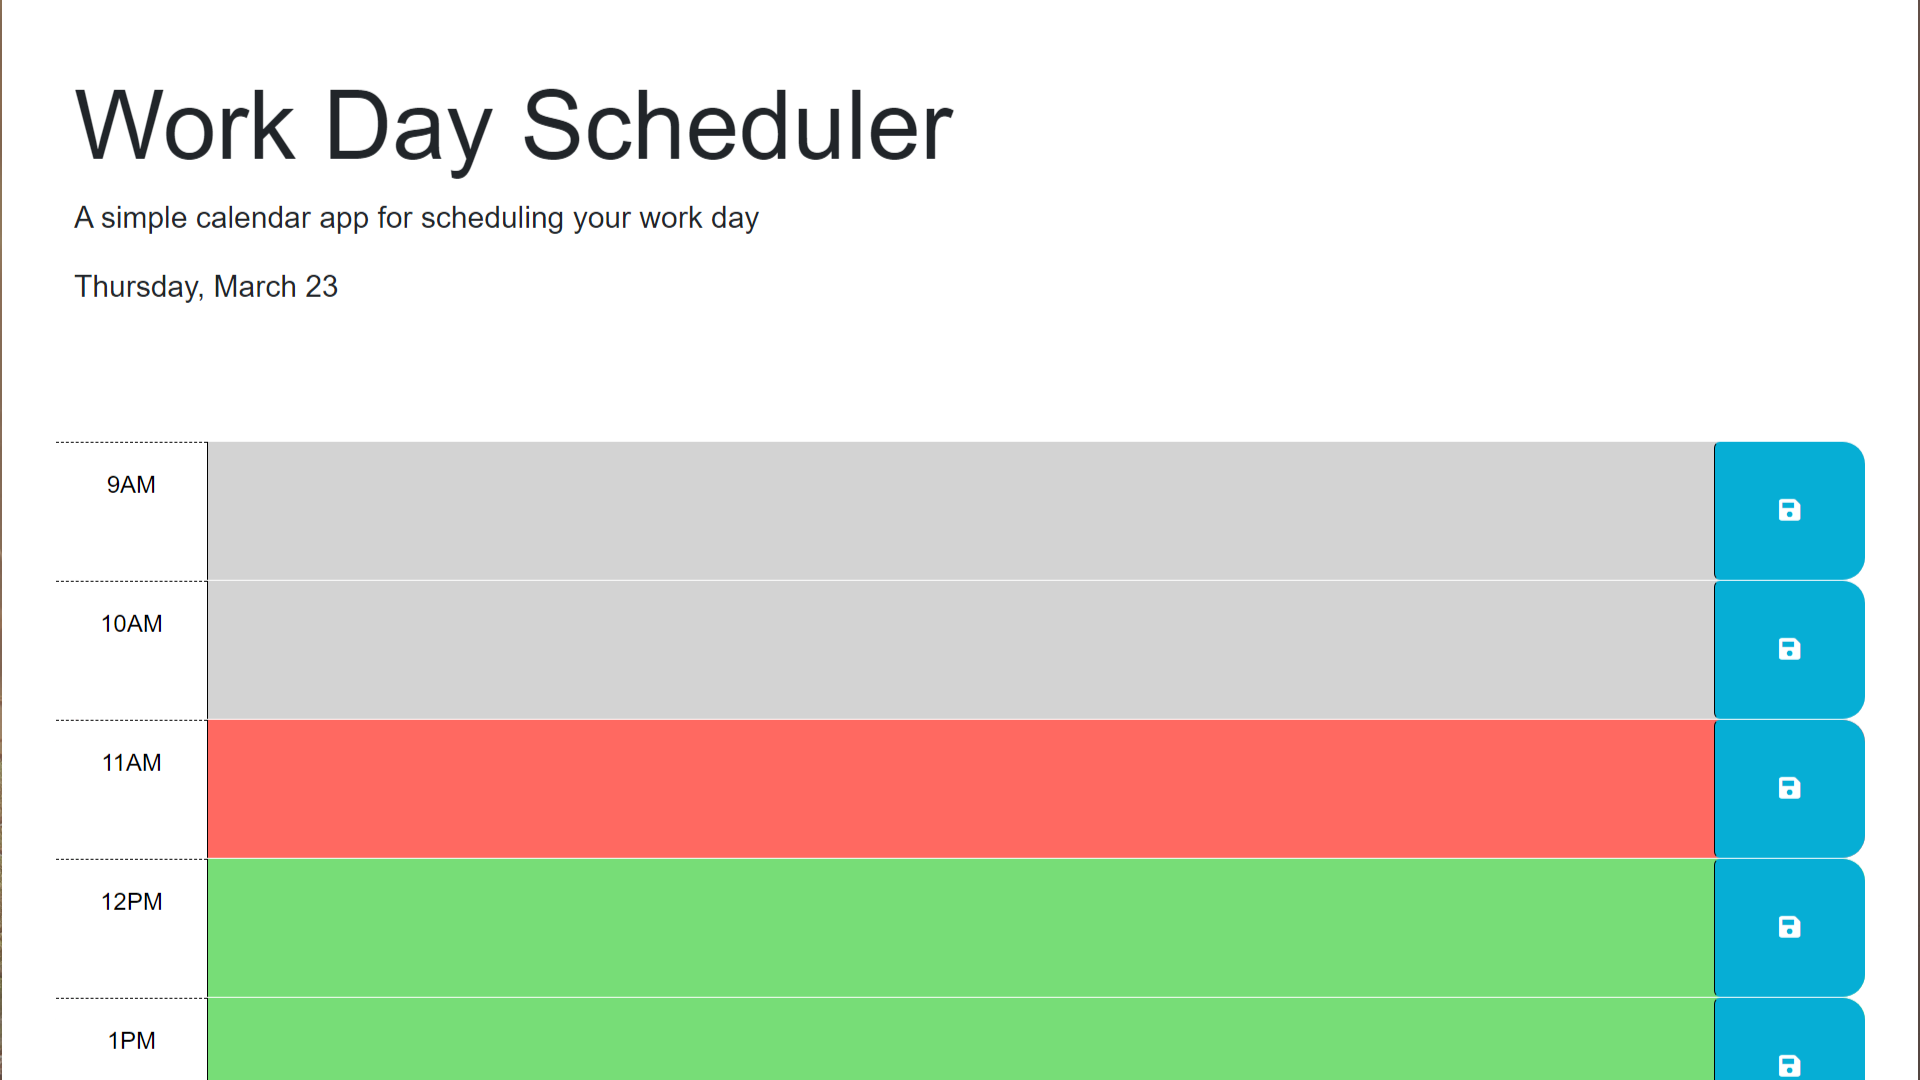 Work Day Scheduler
A simple calendar app for scheduling your work day
Thursday, March 23
9AM
10AM
11AM
12PM
1PM